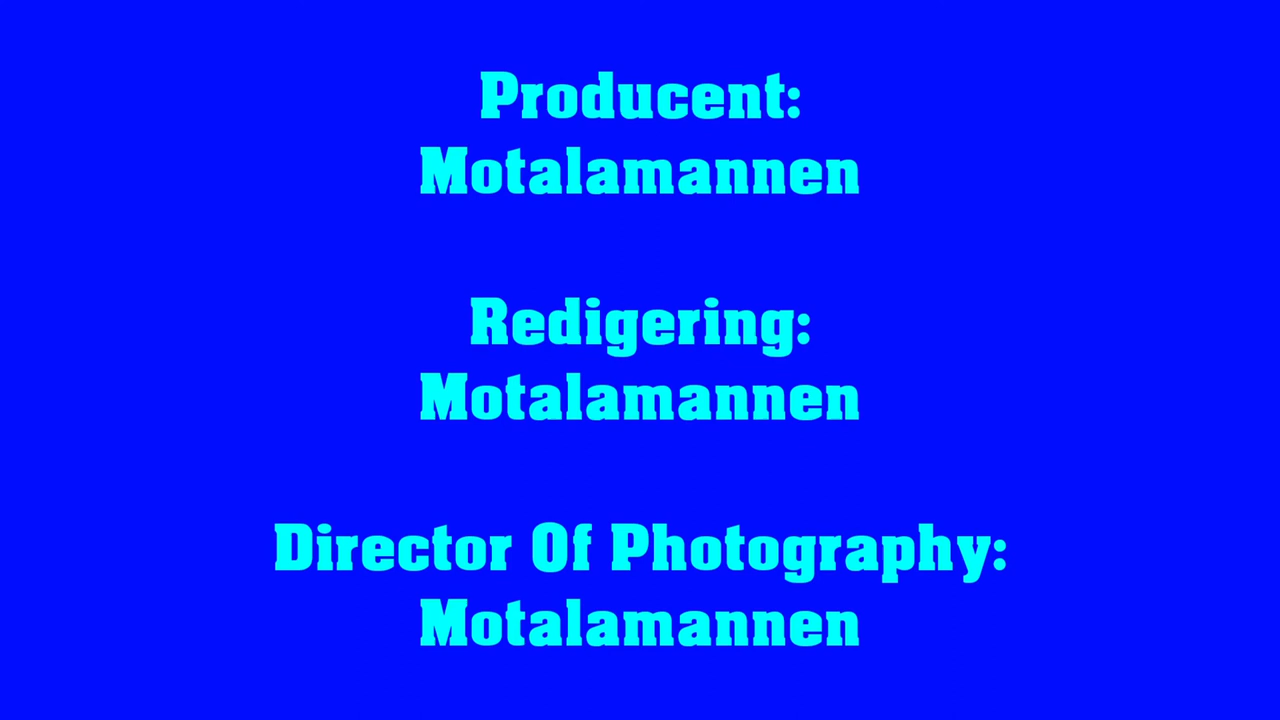 Producent:
Motalamannen
Redigering:
Motalamannen
Director Of Photography:
Motalamannen